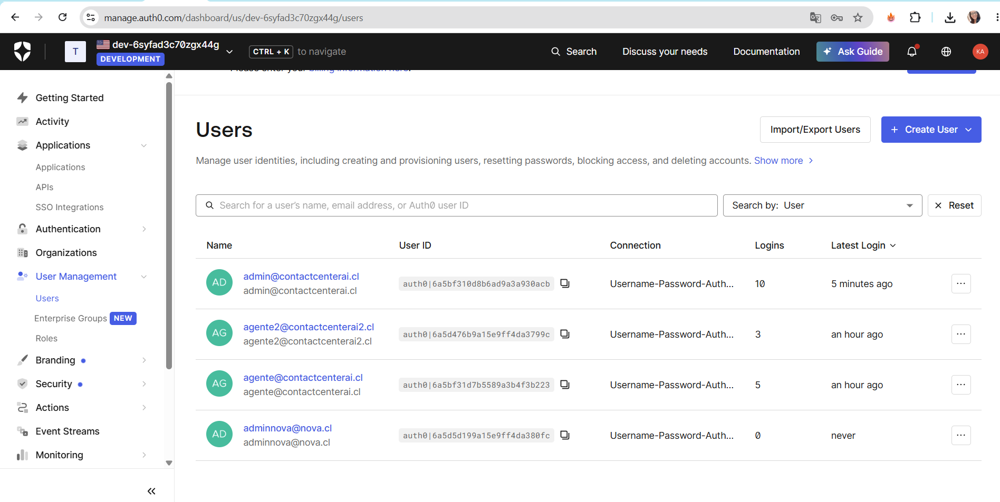 manage.auth0.com/dashboard/us/dev-6syfad3c70zgx44g/users
T
dev-6syfad3c70zgx44g
DEVELOPMENT
CTRL + K to navigate
Search
Discuss your needs
Documentation
Ask Guide
KA
Please enter your billing information here.
Getting Started
Activity
Applications
Applications
APIs
SSO Integrations
Authentication
Organizations
User Management
Users
Enterprise Groups NEW
Roles
Branding
Security
Actions
Event Streams
Monitoring
Users
Import/Export Users
+ Create User
Manage user identities, including creating and provisioning users, resetting passwords, blocking access, and deleting accounts. Show more
Search for a user’s name, email address, or Auth0 user ID
Search by: User
Reset
Name User ID Connection Logins Latest Login
AD admin@contactcenterai.cl
admin@contactcenterai.cl
auth0|6a5bf310d8b6ad9a3a930acb Username-Password-Auth... 10 5 minutes ago
AG agente2@contactcenterai2.cl
agente2@contactcenterai2.cl
auth0|6a5d476b9a15e9ff4da3799c Username-Password-Auth... 3 an hour ago
AG agente@contactcenterai.cl
agente@contactcenterai.cl
auth0|6a5bf31d7b5589a3b4f3b223 Username-Password-Auth... 5 an hour ago
AD adminnova@nova.cl
adminnova@nova.cl
auth0|6a5d5d199a15e9ff4da380fc Username-Password-Auth... 0 never